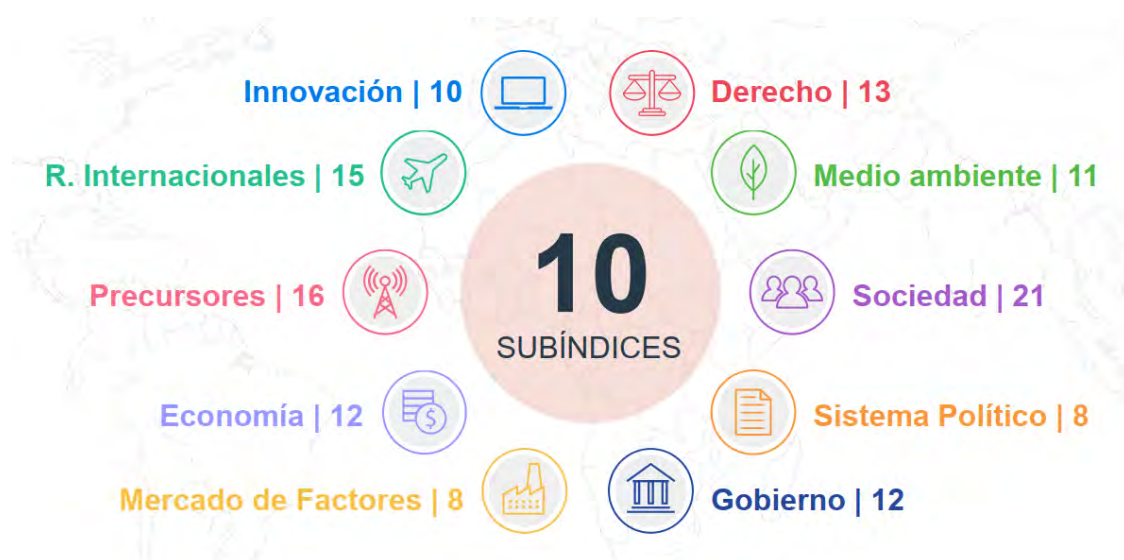 Innovación | 10
Derecho | 13
R. Internacionales | 15
Medio ambiente | 11
Precursores | 16
10
SUBÍNDICES
Sociedad | 21
Economía | 12
$
Sistema Político | 8
Mercado de Factores | 8
Gobierno | 12